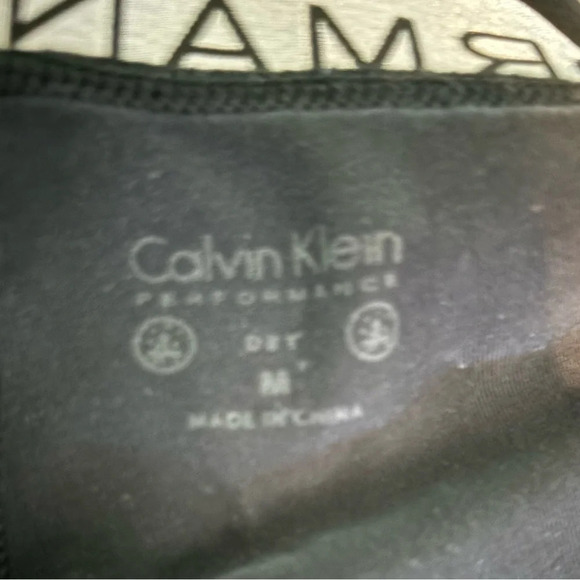 Calvin Klein
PERFORMANCE
M
MADE IN CHINA